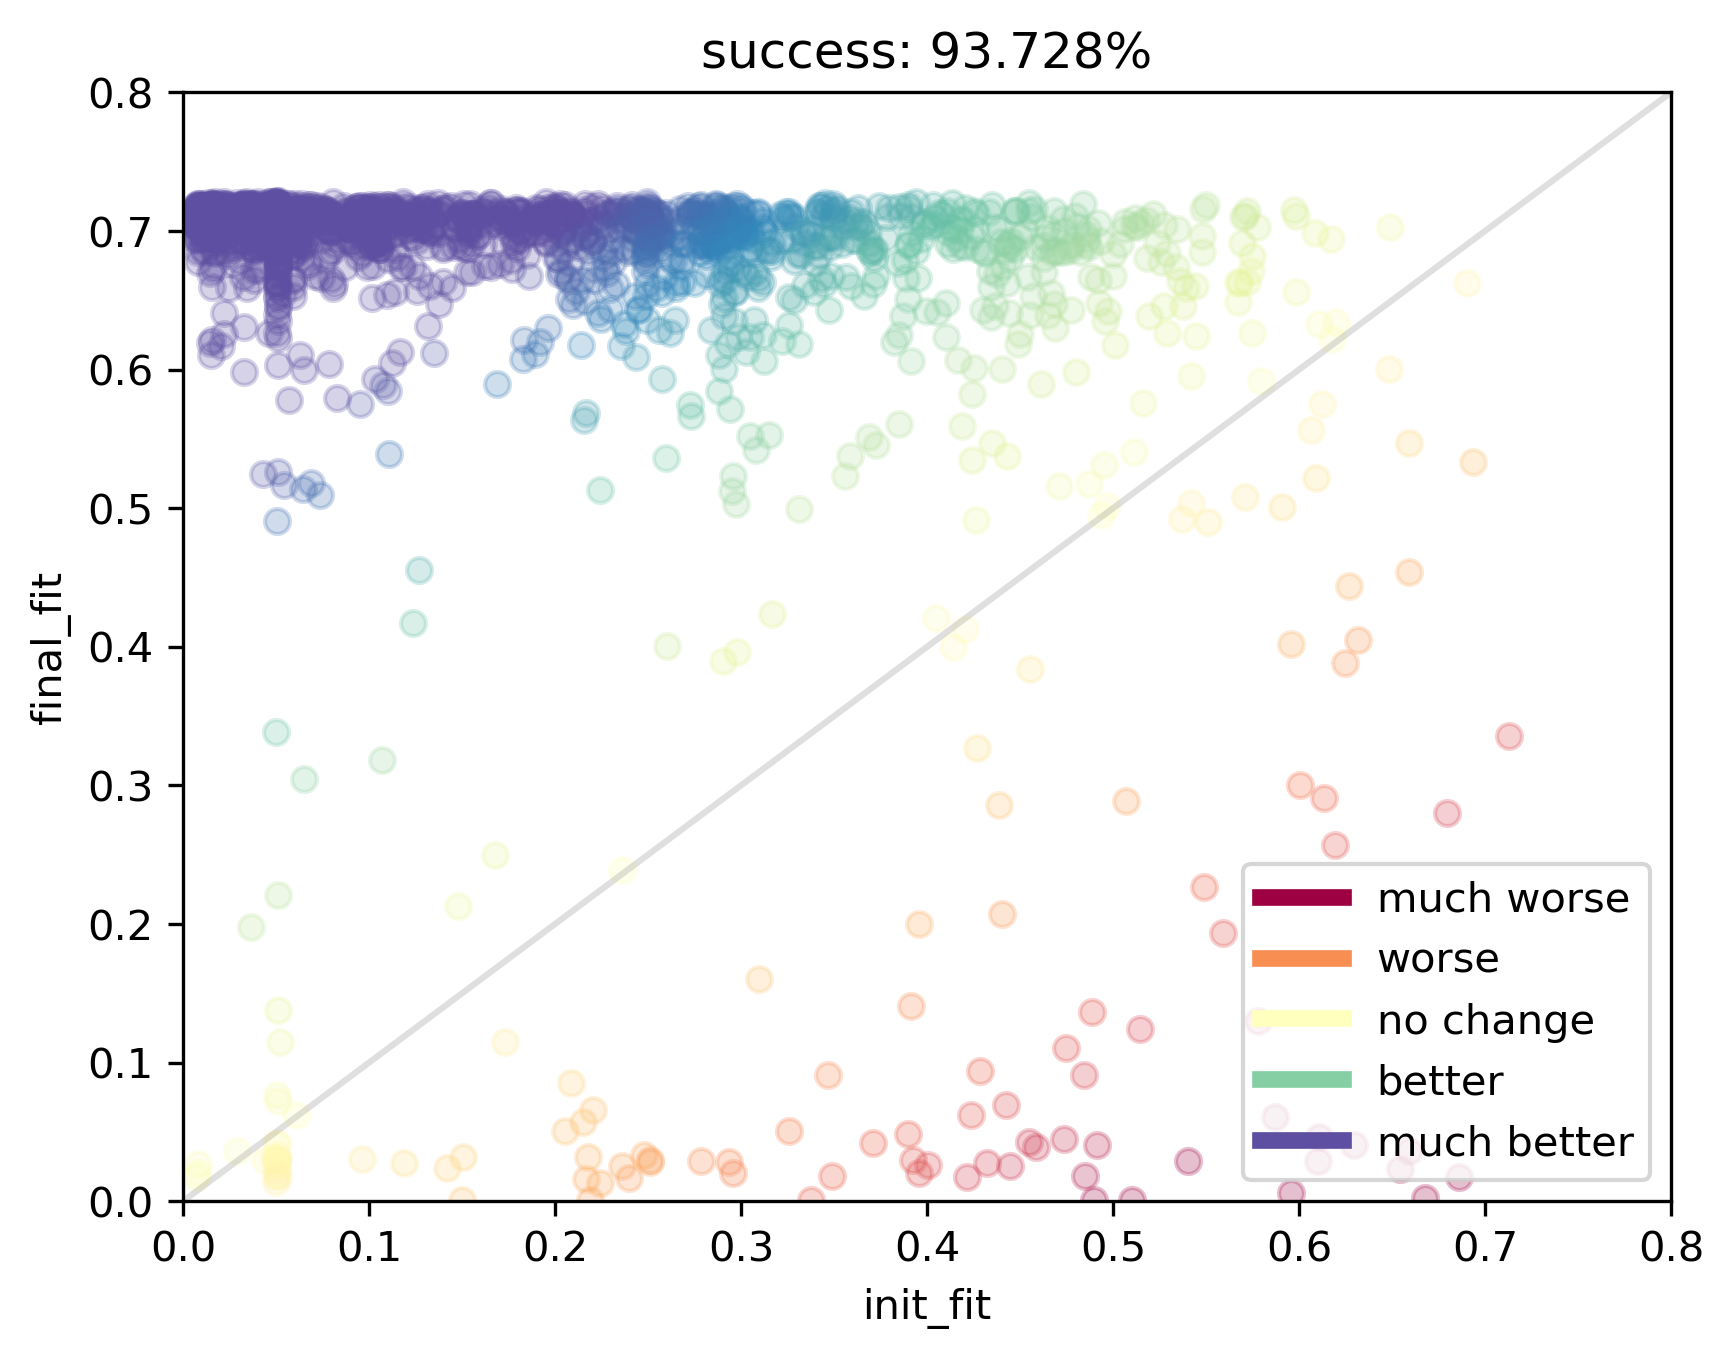 success: 93.728%
0.8
0.7
0.6
0.5
0.4
0.3
0.2
0.1
0.0
final_fit
0.0 0.1 0.2 0.3 0.4 0.5 0.6 0.7 0.8
init_fit
much worse
worse
no change
better
much better